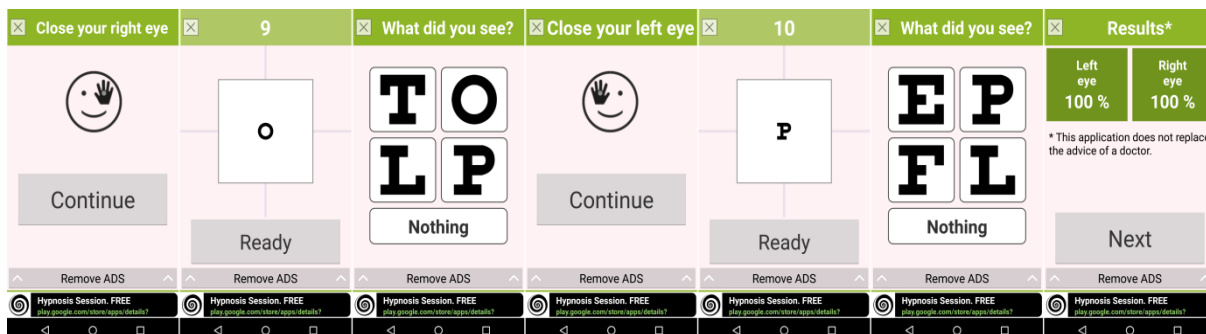 Close your right eye
Continue
Remove ADS
Hypnosis Session. FREE
play.google.com/store/apps/details?
9
O
Ready
Remove ADS
Hypnosis Session. FREE
play.google.com/store/apps/details?
What did you see?
T O
L P
Nothing
Remove ADS
Hypnosis Session. FREE
play.google.com/store/apps/details?
Close your left eye
Continue
Remove ADS
Hypnosis Session. FREE
play.google.com/store/apps/details?
10
P
Ready
Remove ADS
Hypnosis Session. FREE
play.google.com/store/apps/details?
What did you see?
E P
F L
Nothing
Remove ADS
Hypnosis Session. FREE
play.google.com/store/apps/details?
Results*
Left
eye
100 %
Right
eye
100 %
* This application does not replace
the advice of a doctor.
Next
Remove ADS
Hypnosis Session. FREE
play.google.com/store/apps/details?